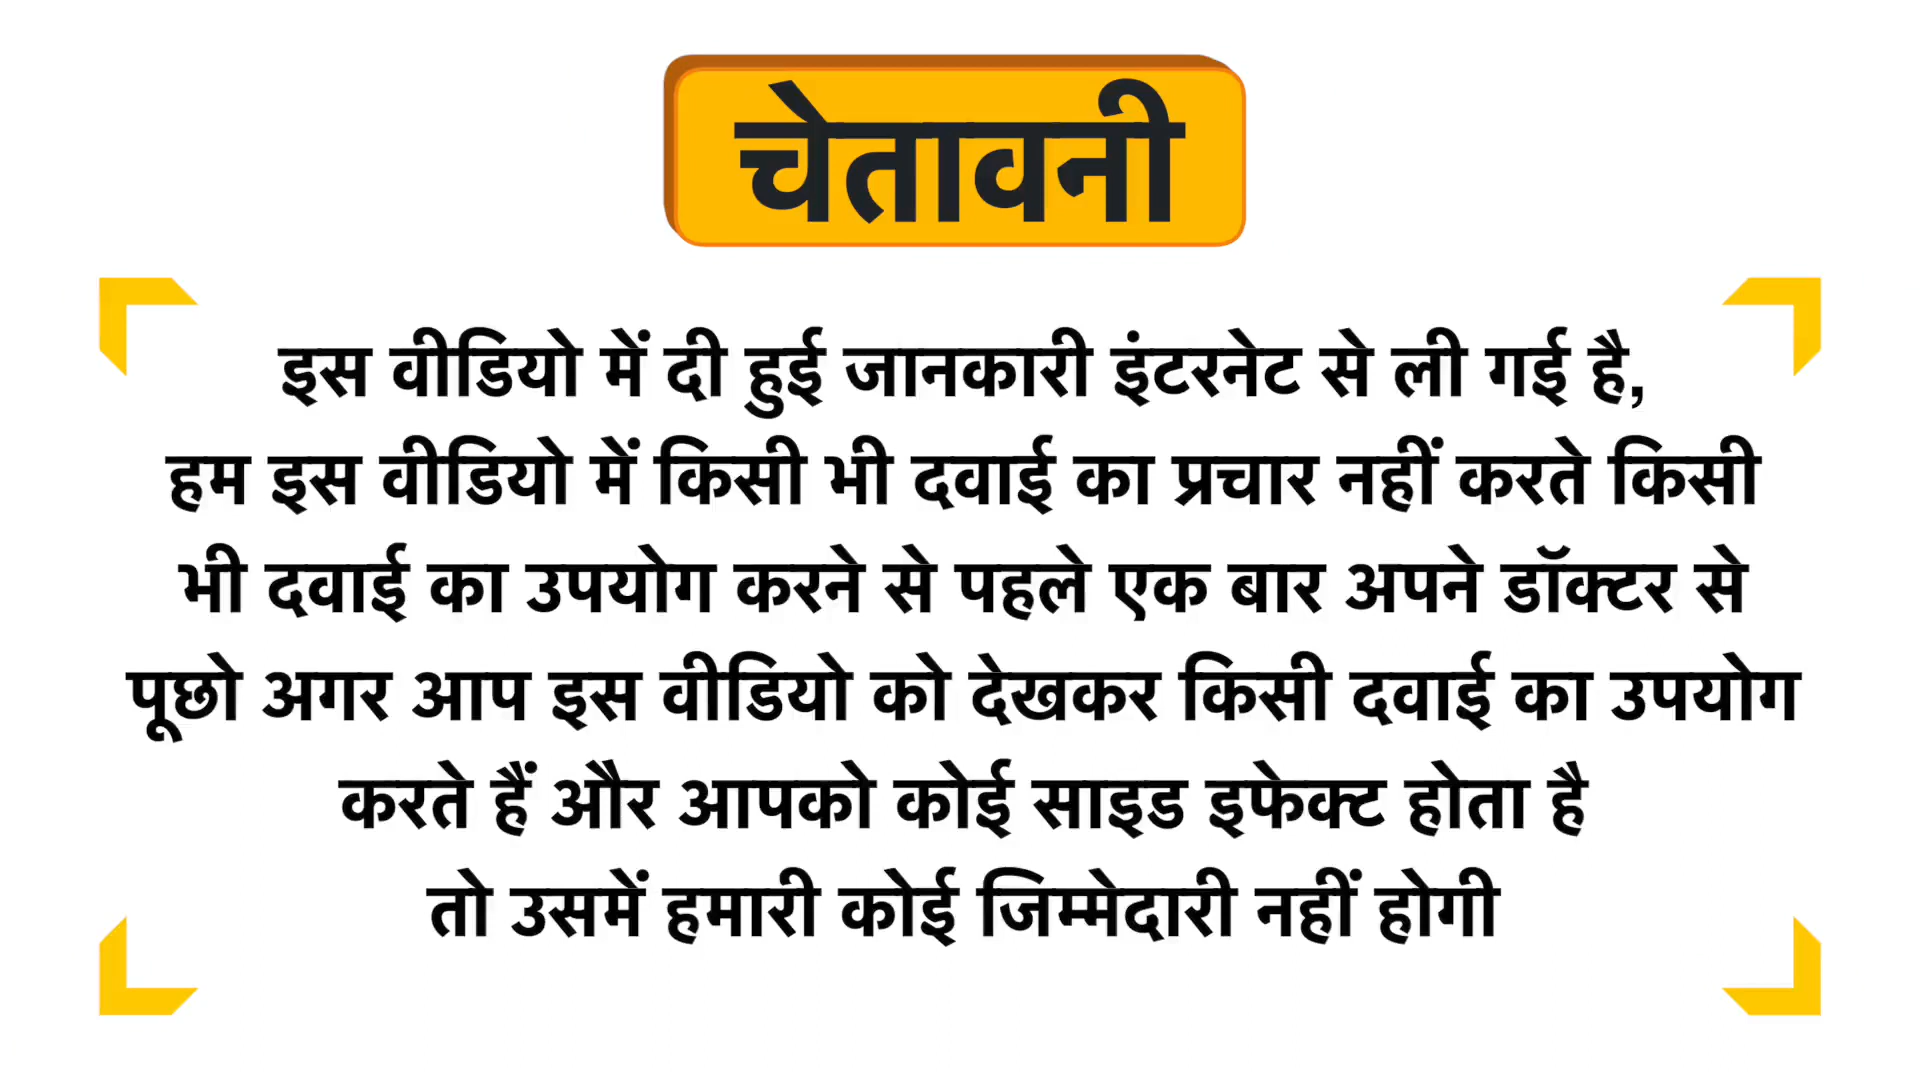 चेतावनी
इस वीडियो में दी हुई जानकारी इंटरनेट से ली गई है,
हम इस वीडियो में किसी भी दवाई का प्रचार नहीं करते किसी
भी दवाई का उपयोग करने से पहले एक बार अपने डॉक्टर से
पूछो अगर आप इस वीडियो को देखकर किसी दवाई का उपयोग
करते हैं और आपको कोई साइड इफेक्ट होता है
तो उसमें हमारी कोई जिम्मेदारी नहीं होगी